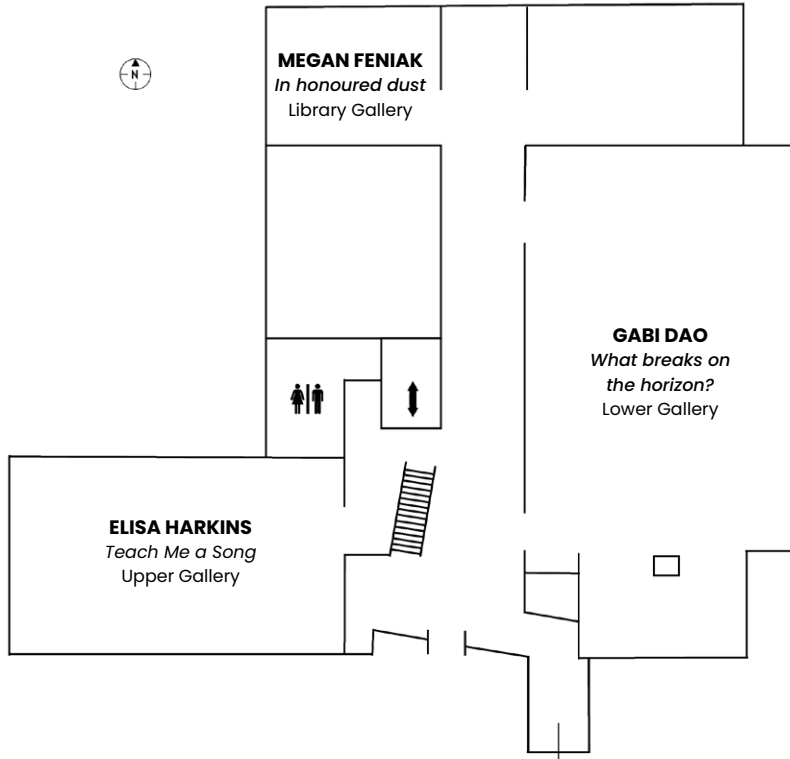 N
MEGAN FENIAK
In honoured dust
Library Gallery
GABI DAO
What breaks on
the horizon?
Lower Gallery
ELISA HARKINS
Teach Me a Song
Upper Gallery